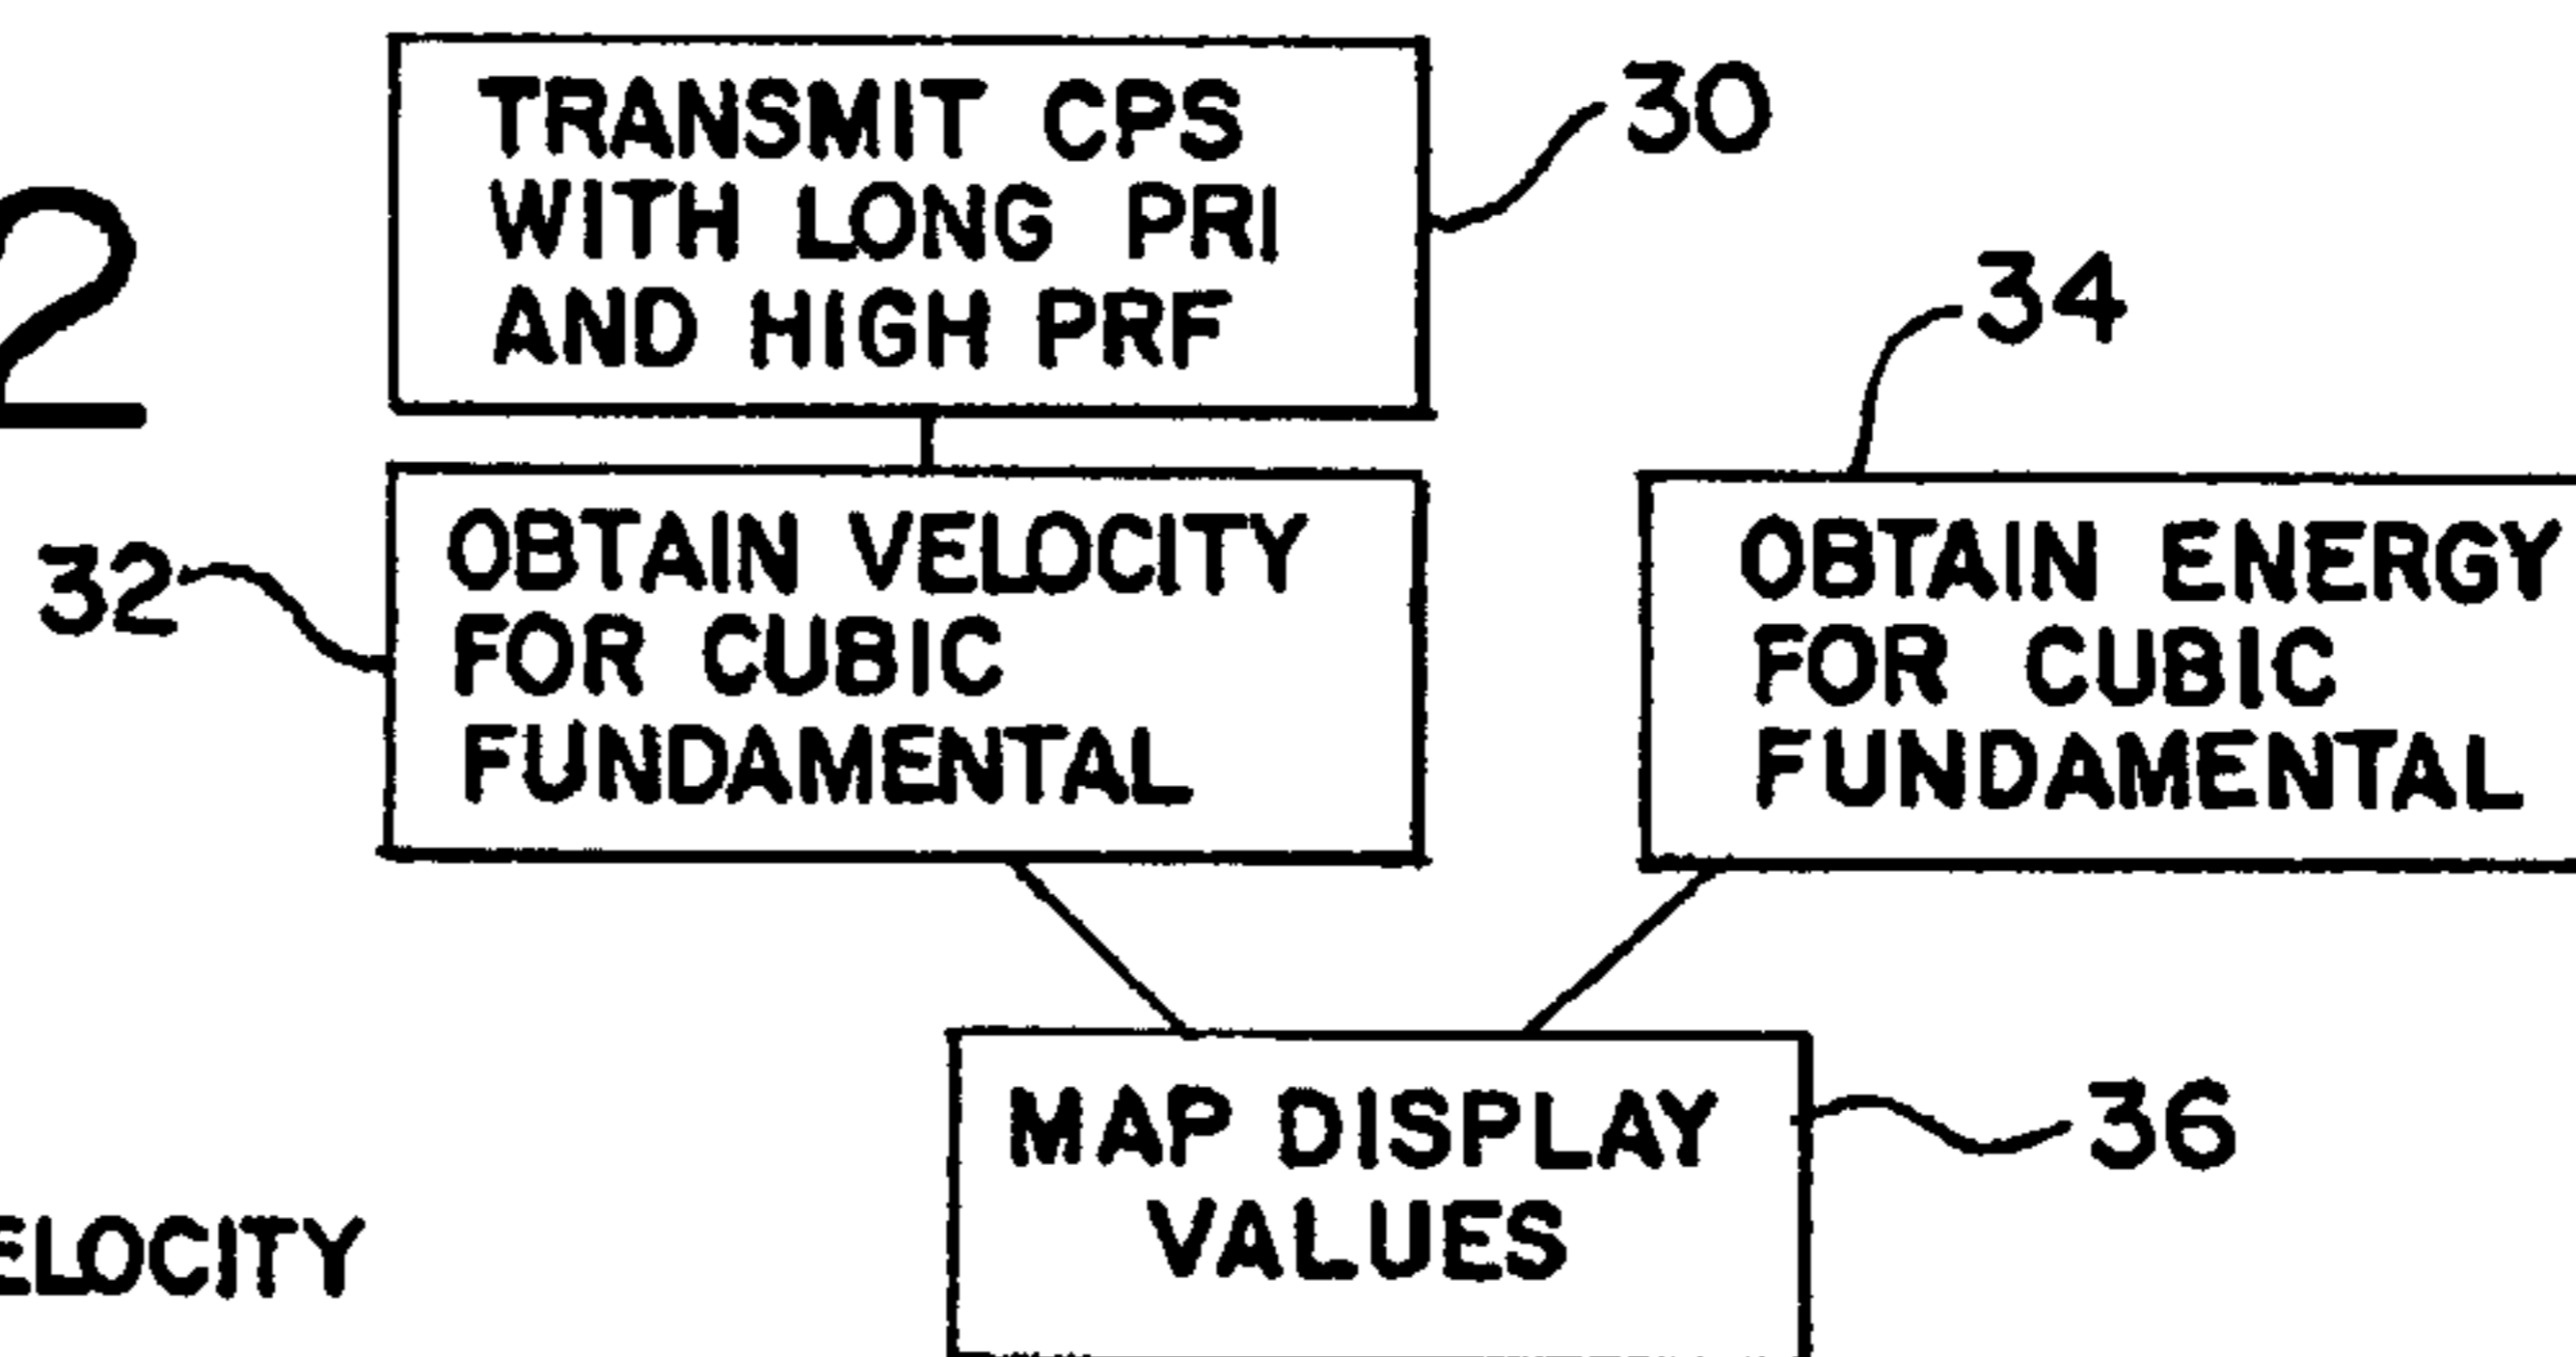 2
TRANSMIT CPS
WITH LONG PRI
AND HIGH PRF
30
32
OBTAIN VELOCITY
FOR CUBIC
FUNDAMENTAL
34
OBTAIN ENERGY
FOR CUBIC
FUNDAMENTAL
MAP DISPLAY
VALUES
36
ELOCITY